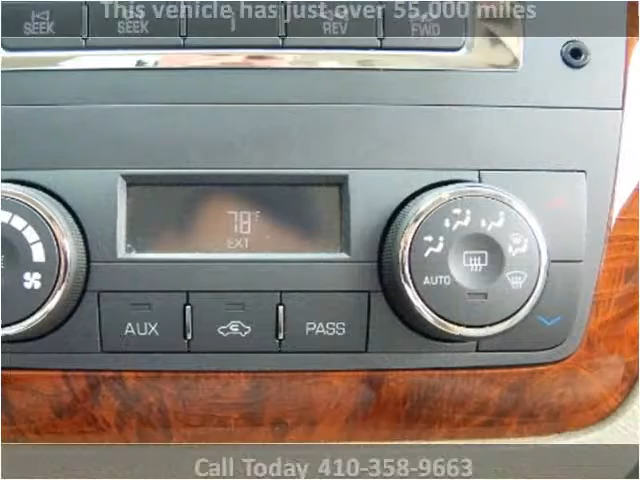 This vehicle has just over 55,000 miles
SEEK SEEK 1 REV FWD
78°F
EXT
AUTO
AUX PASS
Call Today 410-358-9663